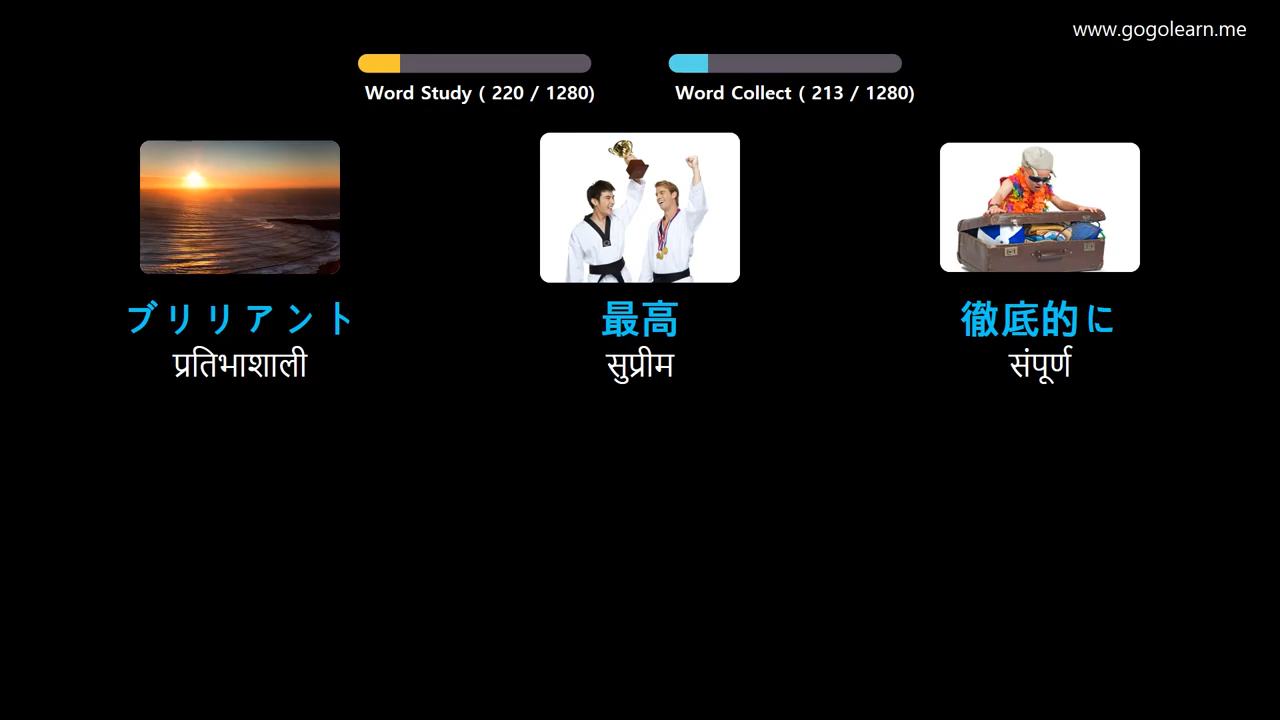 www.gogolearn.me
Word Study ( 220 / 1280)
Word Collect ( 213 / 1280)
ブリリアント
प्रतिभाशाली
最高
सुप्रीम
徹底的に
संपूर्ण